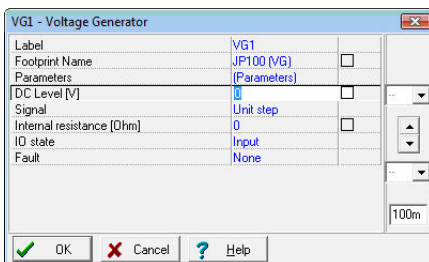 VG1 - Voltage Generator
Label VG1
Footprint Name JP100 (VG)
Parameters (Parameters)
DC Level [V] 0
Signal Unit step
Internal resistance [Ohm] 0
IO state Input
Fault None
...
...
100m
OK Cancel Help